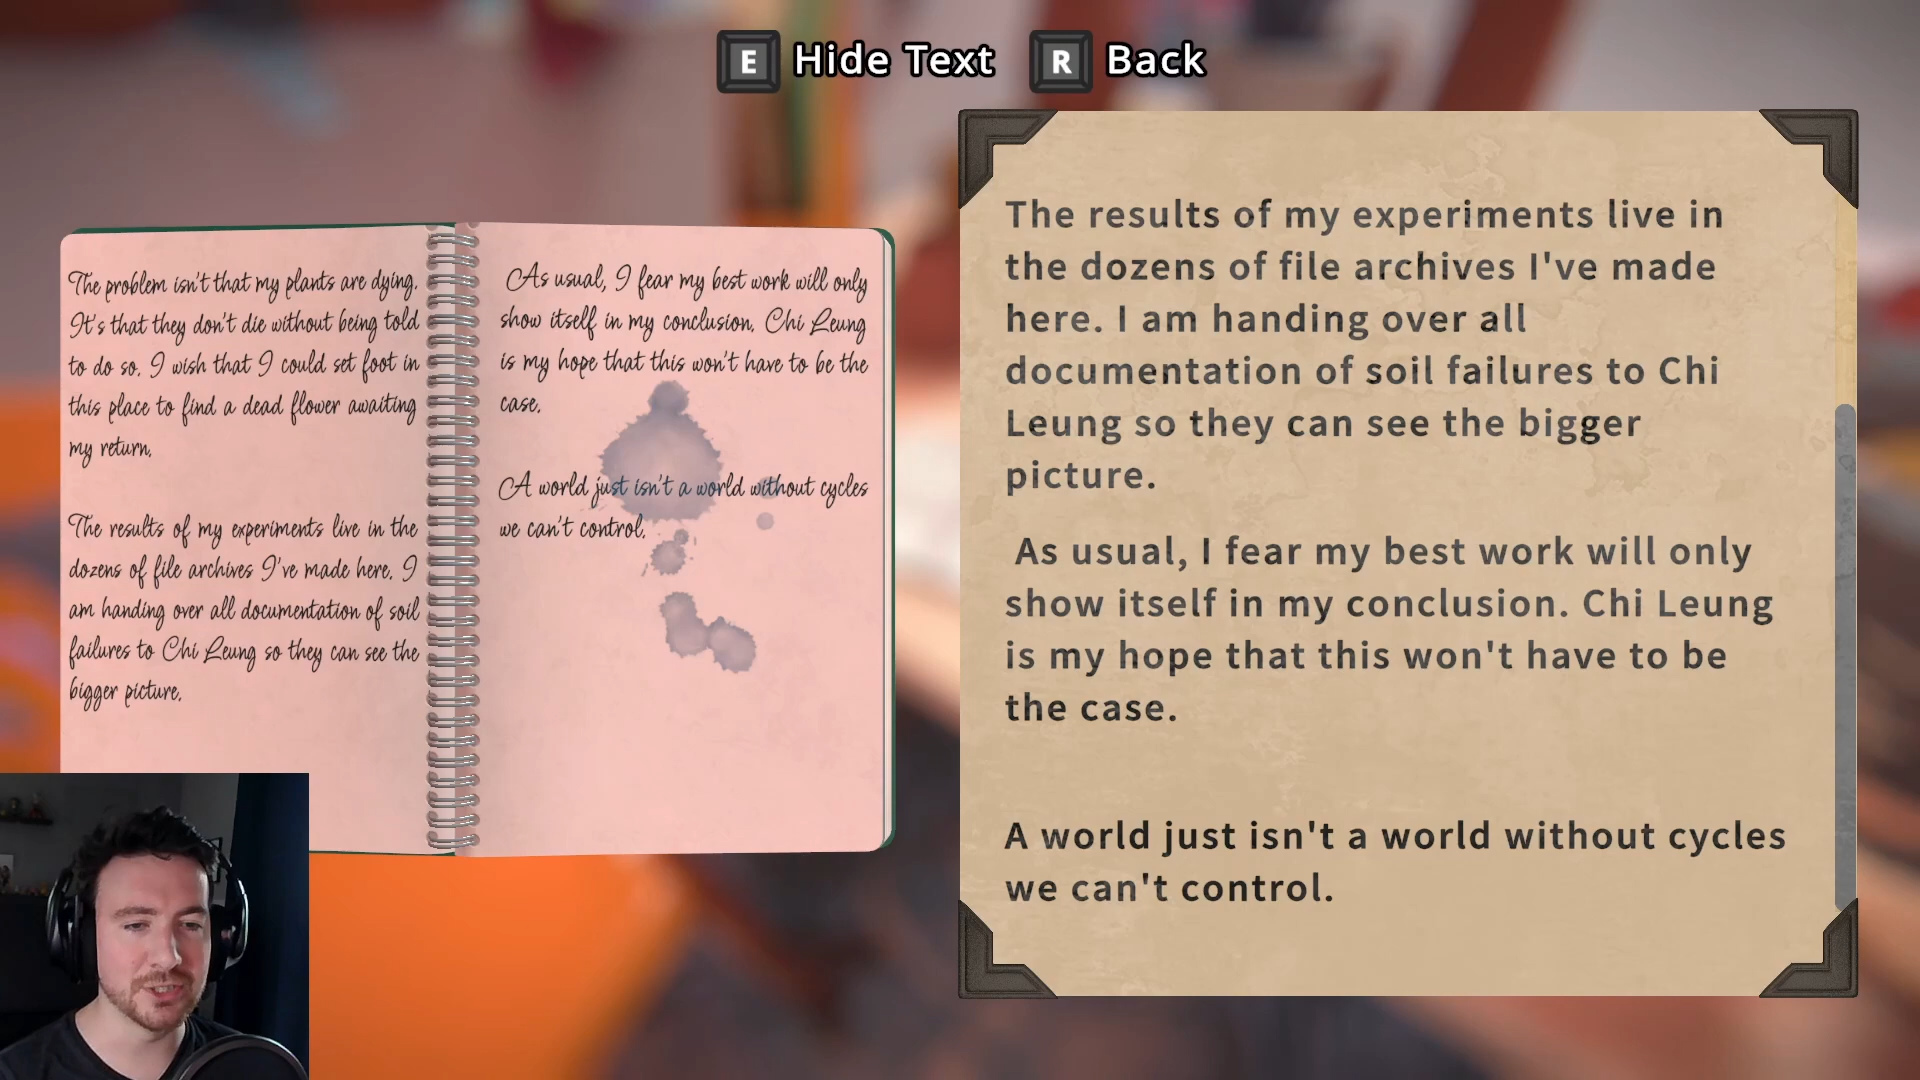 E Hide Text R Back
The problem isn't that my plants are dying.
It's that they don't die without being told
to do so. I wish that I could set foot in
this place to find a dead flower awaiting
my return.
The results of my experiments live in the
dozens of file archives I've made here. I
am handing over all documentation of soil
failures to Chi Leung so they can see the
bigger picture.
As usual, I fear my best work will only
show itself in my conclusion. Chi Leung
is my hope that this won't have to be the
case.
A world just isn't a world without cycles
we can't control.
The results of my experiments live in
the dozens of file archives I've made
here. I am handing over all
documentation of soil failures to Chi
Leung so they can see the bigger
picture.
As usual, I fear my best work will only
show itself in my conclusion. Chi Leung
is my hope that this won't have to be
the case.
A world just isn't a world without cycles
we can't control.